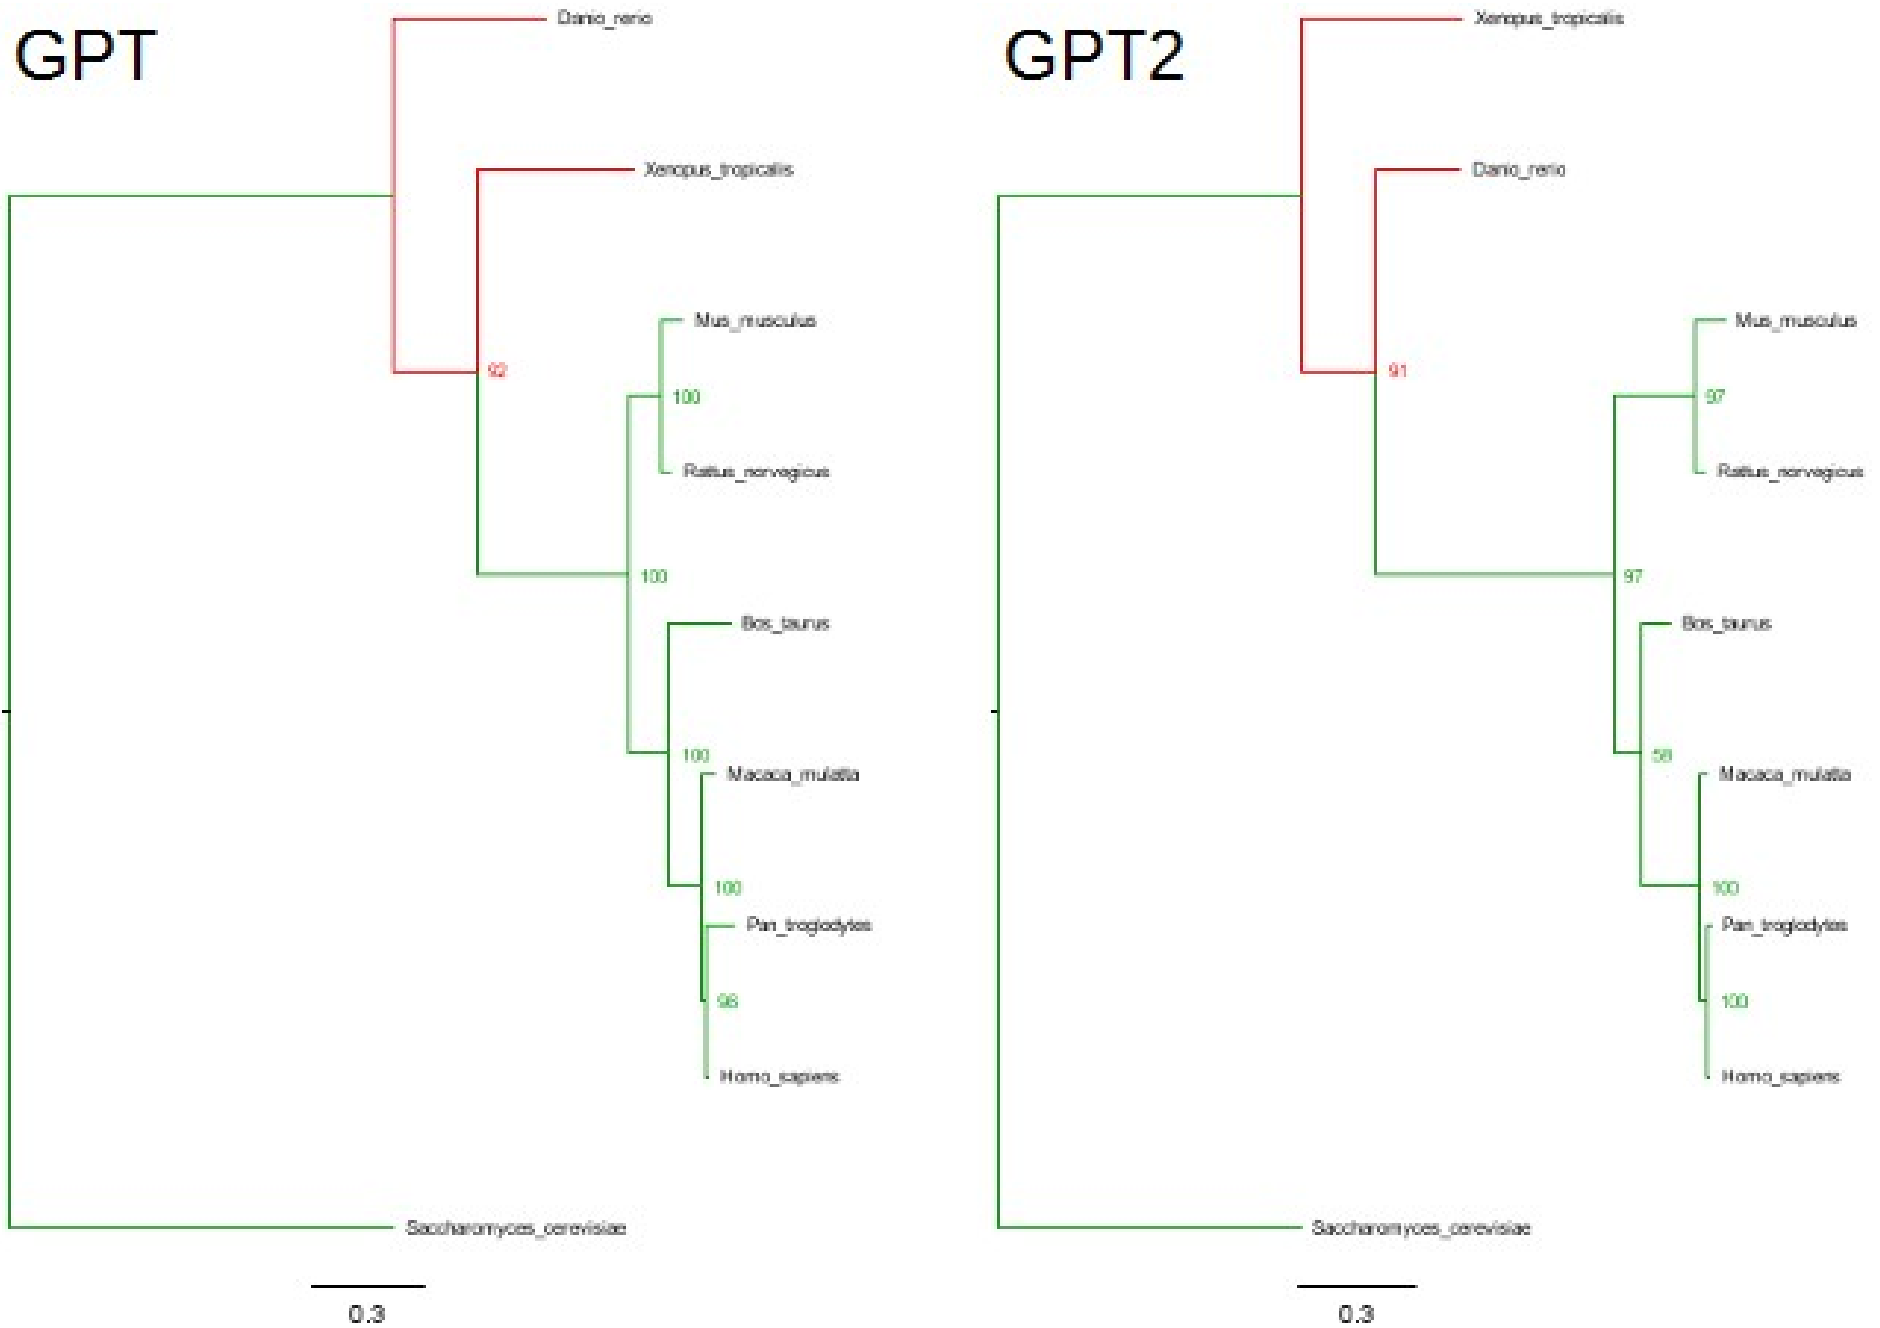 GPT
Danio_rerio
Xenopus_tropicalis
92
Mus_musculus
100
Rattus_norvegicus
100
Bos_taurus
100
Macaca_mulatta
100
Pan_troglodytes
98
Homo_sapiens
Saccharomyces_cerevisiae
0.3
GPT2
Xenopus_tropicalis
Danio_rerio
91
Mus_musculus
97
Rattus_norvegicus
97
Bos_taurus
Macaca_mulatta
100
Pan_troglodytes
100
Homo_sapiens
Saccharomyces_cerevisiae
0.3